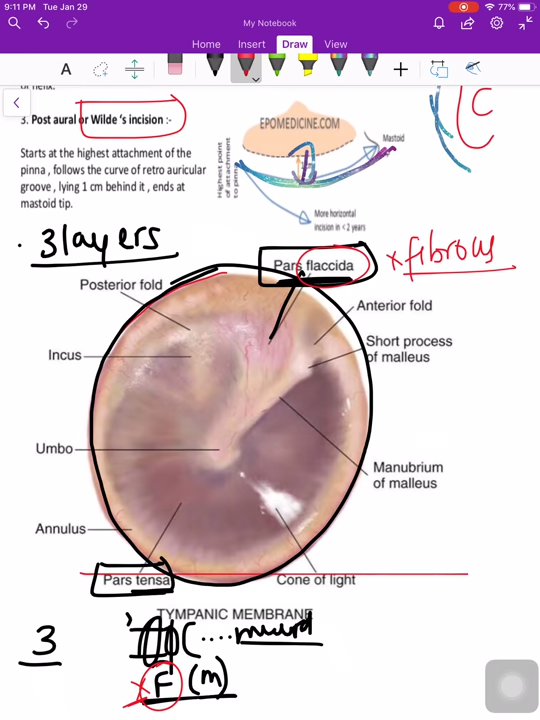 9:11 PM Tue Jan 29
77%
My Notebook
Home Insert Draw View
A
of helix.
3. Post aural or Wilde 's incision :-
Starts at the highest attachment of the
pinna , follows the curve of retro auricular
groove , lying 1 cm behind it , ends at
mastoid tip.
EPOMEDICINE.COM
Mastoid
Highest point
of attachment
to pinna
More horizontal
incision in < 2 years
C
3 layers
Pars flaccida
x fibrous
Posterior fold
Anterior fold
Short process
of malleus
Incus
Umbo
Manubrium
of malleus
Annulus
Pars tensa
Cone of light
TYMPANIC MEMBRANE
3
x F (m)